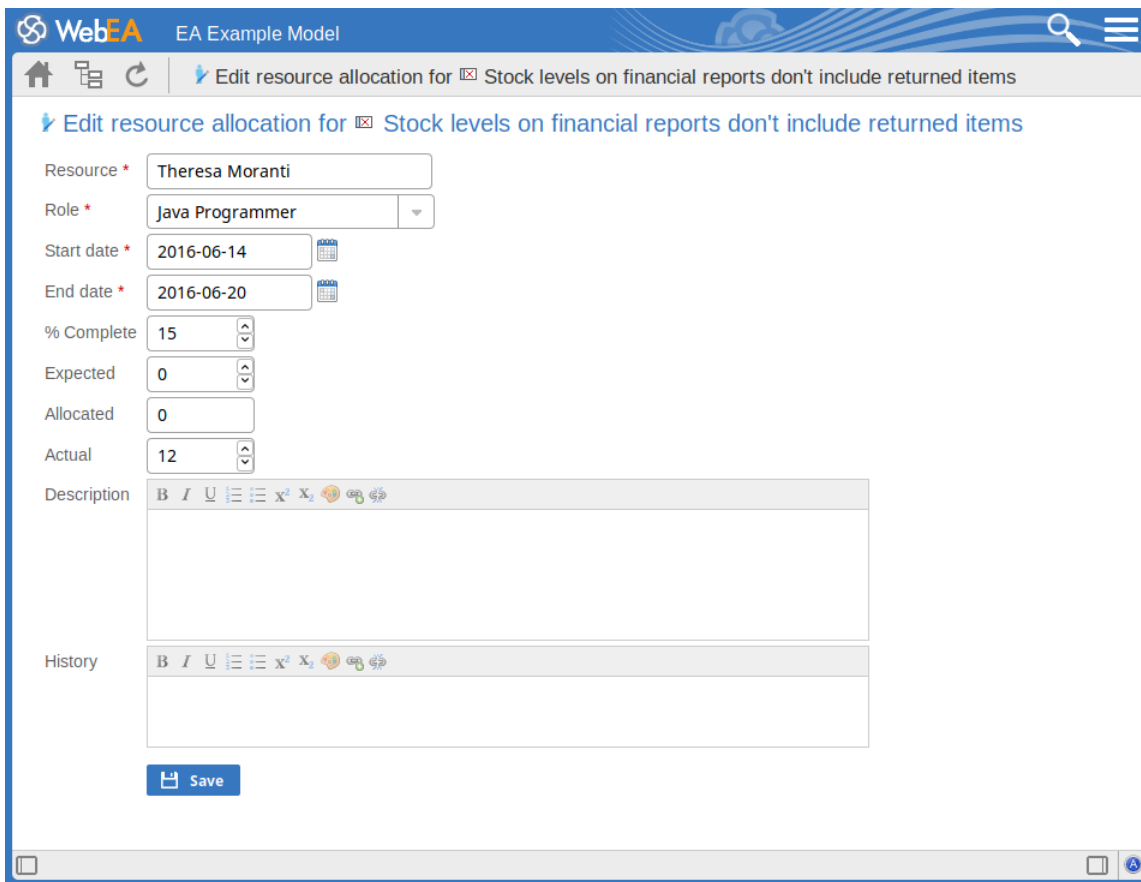 WebEA EA Example Model
Edit resource allocation for Stock levels on financial reports don't include returned items
Edit resource allocation for Stock levels on financial reports don't include returned items
Resource * Theresa Moranti
Role * Java Programmer
Start date * 2016-06-14
End date * 2016-06-20
% Complete 15
Expected 0
Allocated 0
Actual 12
Description B I U X² X₂
History B I U X² X₂
Save
A